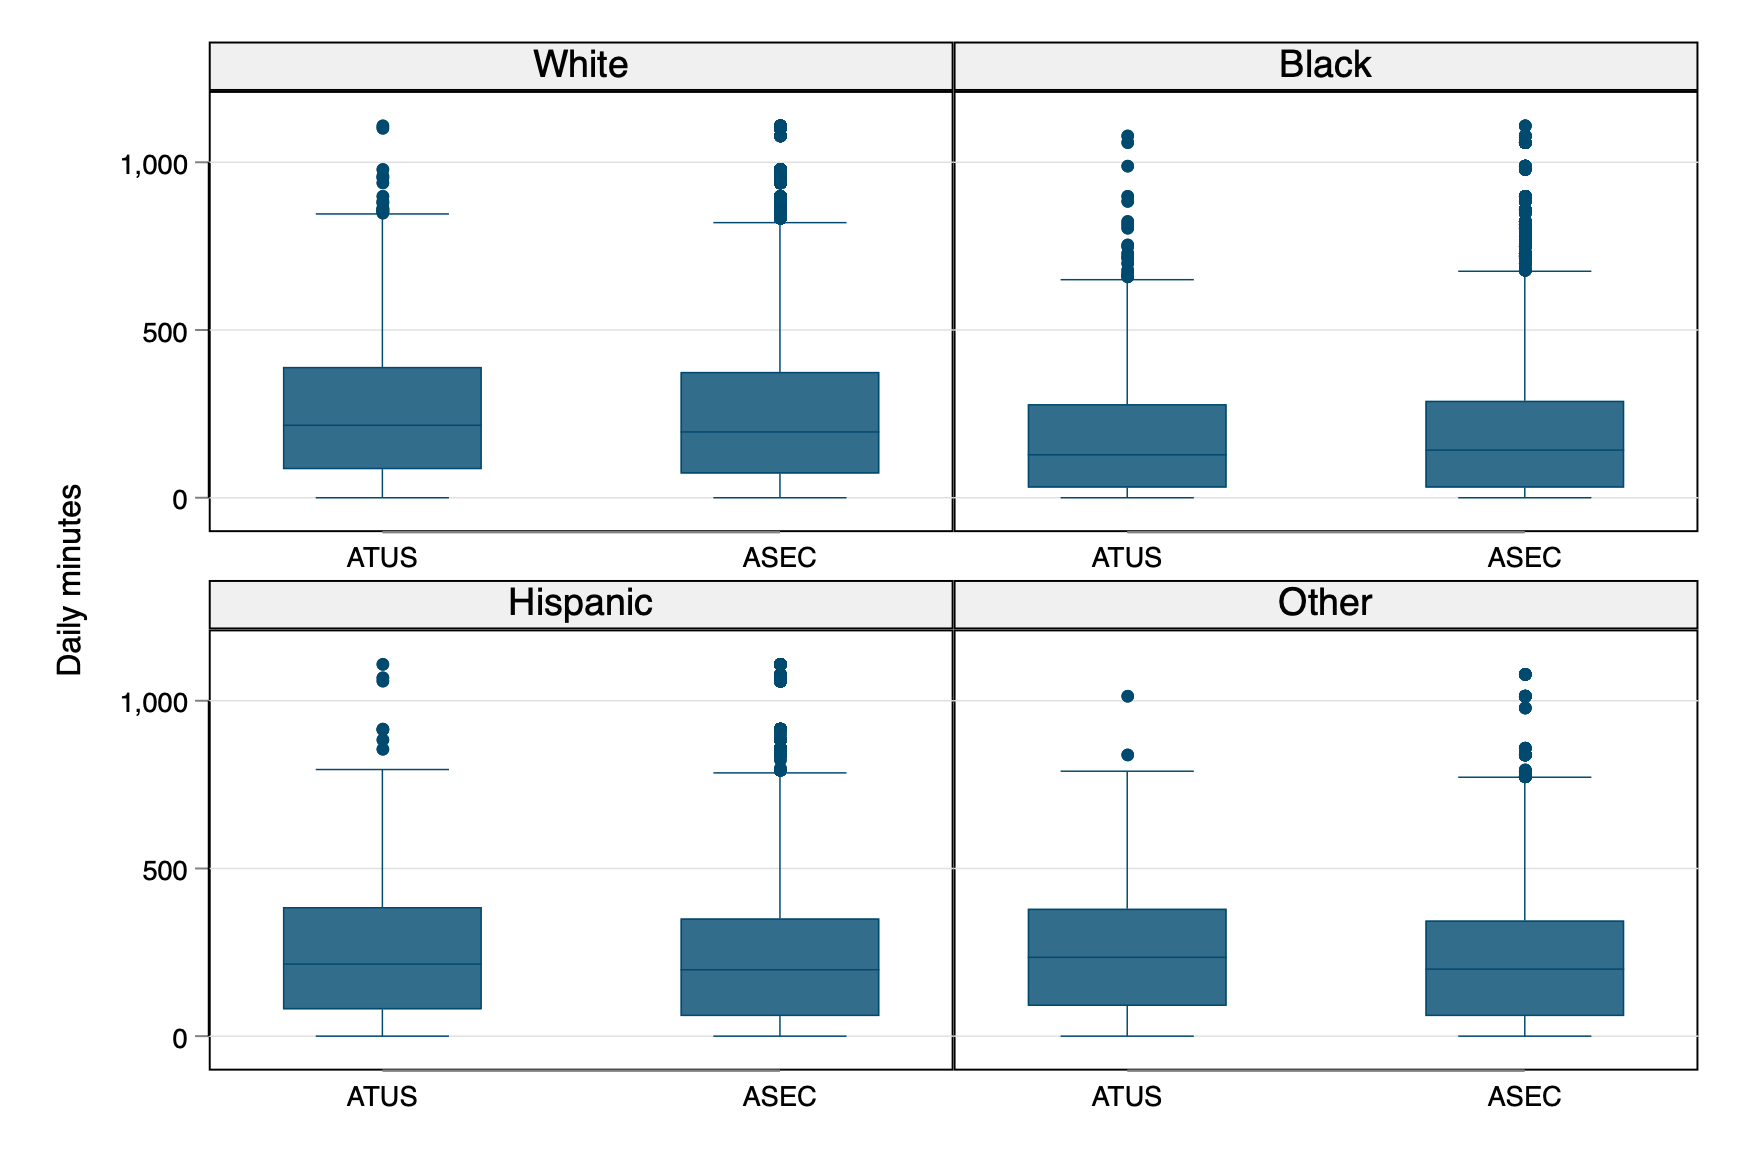 White
Black
1,000
500
0
ATUS
ASEC
ATUS
ASEC
Daily minutes
Hispanic
Other
1,000
500
0
ATUS
ASEC
ATUS
ASEC